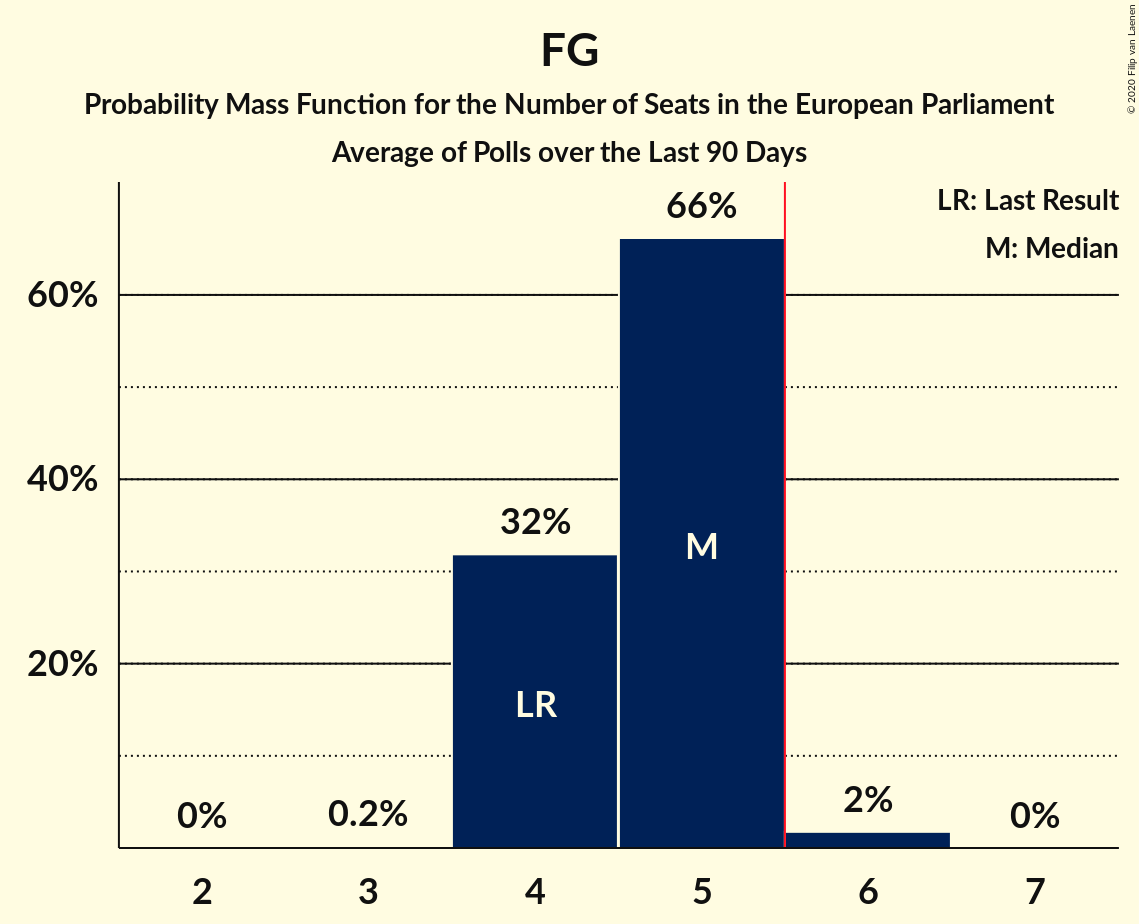 FG
Probability Mass Function for the Number of Seats in the European Parliament
Average of Polls over the Last 90 Days
© 2020 Filip van Laenen
LR: Last Result
M: Median
66%
60%
40%
32%
M
20%
LR
0%
0.2%
2%
0%
2
3
4
5
6
7